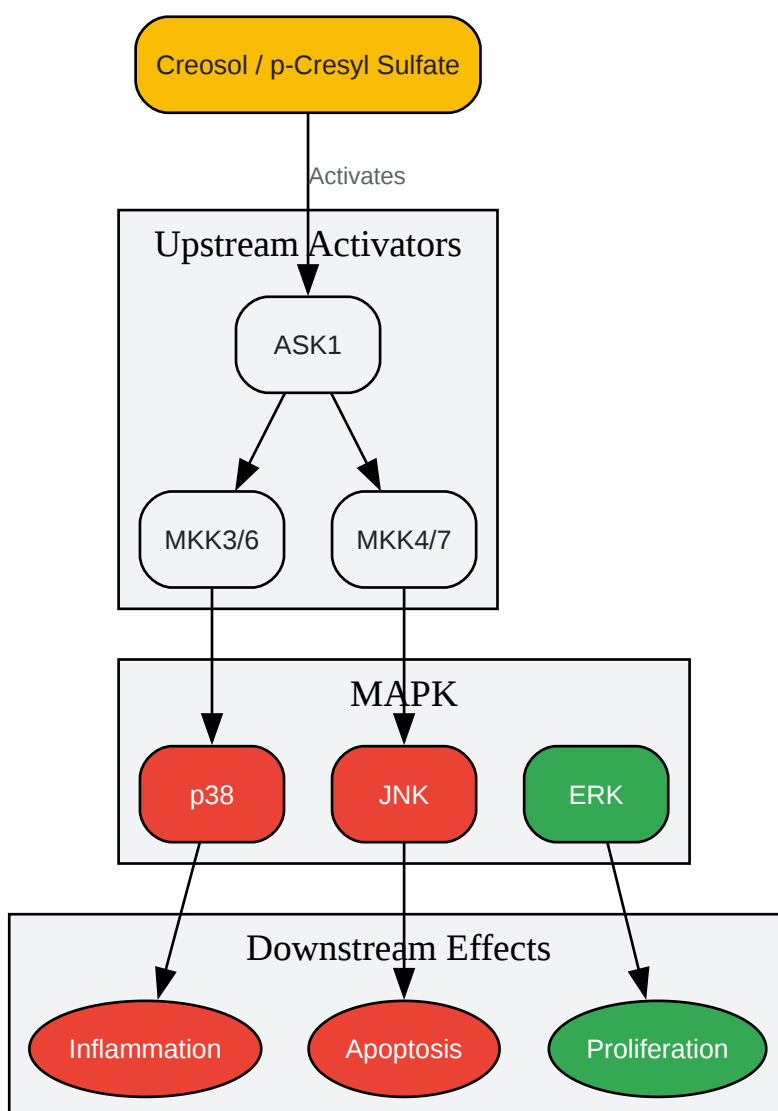 Creosol / p-Cresyl Sulfate
Activates
Upstream Activators
ASK1
MKK3/6
MKK4/7
MAPK
p38
JNK
ERK
Downstream Effects
Inflammation
Apoptosis
Proliferation